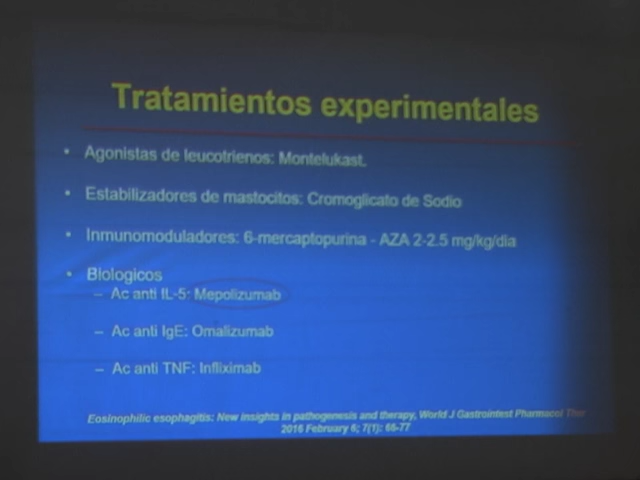 Tratamientos experimentales
• Agonistas de leucotrienos: Montelukast.
• Estabilizadores de mastocitos: Cromoglicato de Sodio
• Inmunomoduladores: 6-mercaptopurina - AZA 2-2.5 mg/kg/dia
• Biologicos
– Ac anti IL-5: Mepolizumab
– Ac anti IgE: Omalizumab
– Ac anti TNF: Infliximab
Eosinophilic esophagitis: New insights in pathogenesis and therapy, World J Gastrointest Pharmacol Ther
2016 February 6; 7(1): 66-77